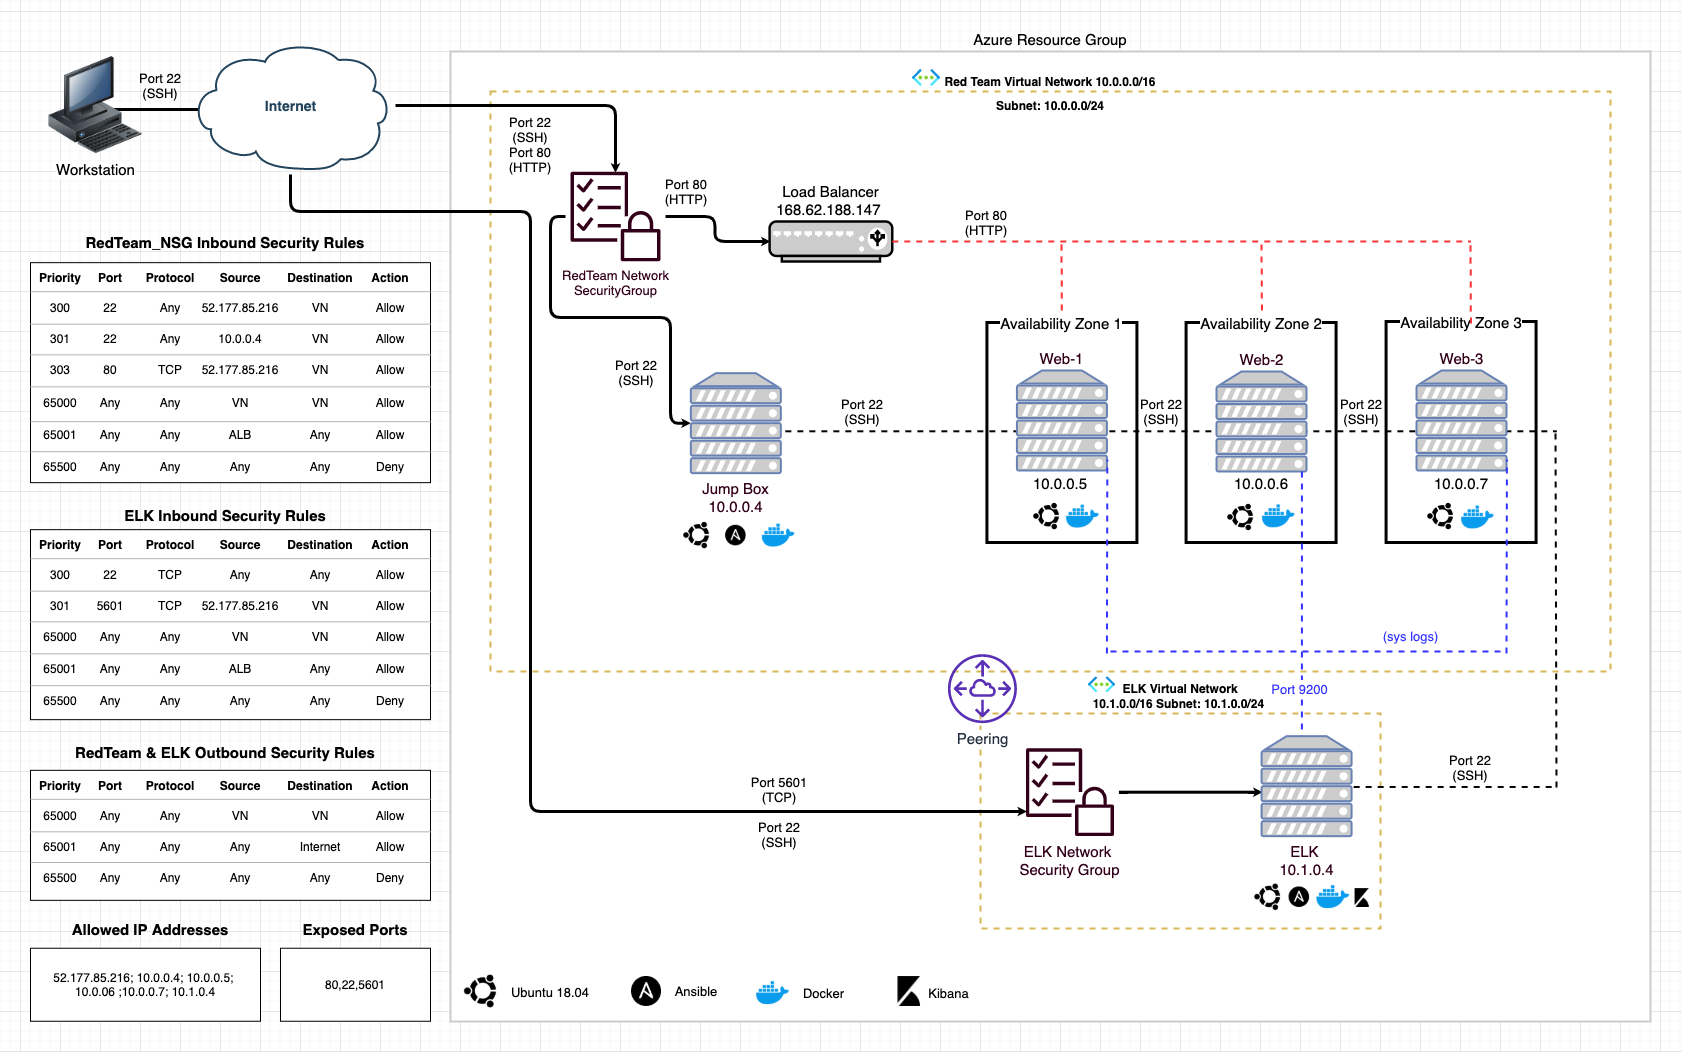 Azure Resource Group
Red Team Virtual Network 10.0.0.0/16
Subnet: 10.0.0.0/24
Port 22
(SSH)
Internet
Workstation
Port 22
(SSH)
Port 80
(HTTP)
Port 80
(HTTP)
Load Balancer
168.62.188.147
Port 80
(HTTP)
RedTeam Network
SecurityGroup
Port 22
(SSH)
Jump Box
10.0.0.4
Port 22
(SSH)
Availability Zone 1
Web-1
10.0.0.5
Port 22
(SSH)
Availability Zone 2
Web-2
10.0.0.6
Port 22
(SSH)
Availability Zone 3
Web-3
10.0.0.7
(sys logs)
Port 9200
Peering
ELK Virtual Network
10.1.0.0/16 Subnet: 10.1.0.0/24
Port 5601
(TCP)
Port 22
(SSH)
ELK Network
Security Group
ELK
10.1.0.4
Port 22
(SSH)
RedTeam_NSG Inbound Security Rules
Priority Port Protocol Source Destination Action
300 22 Any 52.177.85.216 VN Allow
301 22 Any 10.0.0.4 VN Allow
303 80 TCP 52.177.85.216 VN Allow
65000 Any Any VN VN Allow
65001 Any Any ALB Any Allow
65500 Any Any Any Any Deny
ELK Inbound Security Rules
Priority Port Protocol Source Destination Action
300 22 TCP Any Any Allow
301 5601 TCP 52.177.85.216 VN Allow
65000 Any Any VN VN Allow
65001 Any Any ALB Any Allow
65500 Any Any Any Any Deny
RedTeam & ELK Outbound Security Rules
Priority Port Protocol Source Destination Action
65000 Any Any VN VN Allow
65001 Any Any Any Internet Allow
65500 Any Any Any Any Deny
Allowed IP Addresses
52.177.85.216; 10.0.0.4; 10.0.0.5;
10.0.06 ;10.0.0.7; 10.1.0.4
Exposed Ports
80,22,5601
Ubuntu 18.04
Ansible
Docker
Kibana